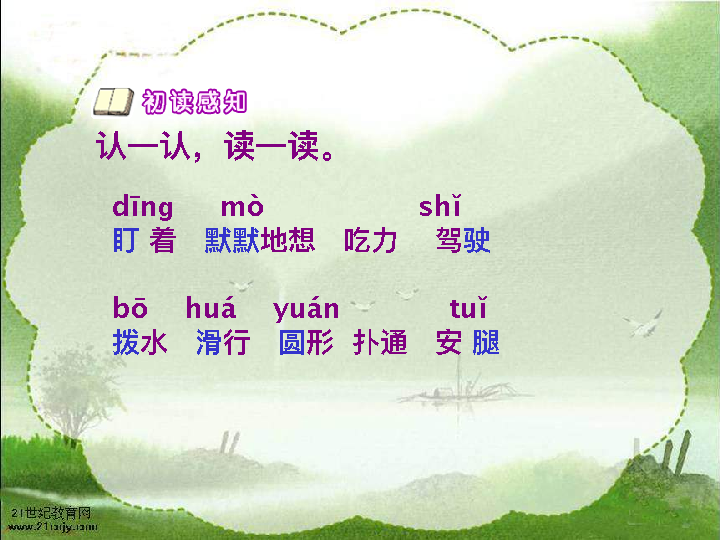 初读感知
认一认，读一读。
dīng mò shǐ
盯着 默默地想 吃力 驾驶
bō huá yuán tuǐ
拨水 滑行 圆形 扑通 安腿
21世纪教育网
www.21cnjy.com